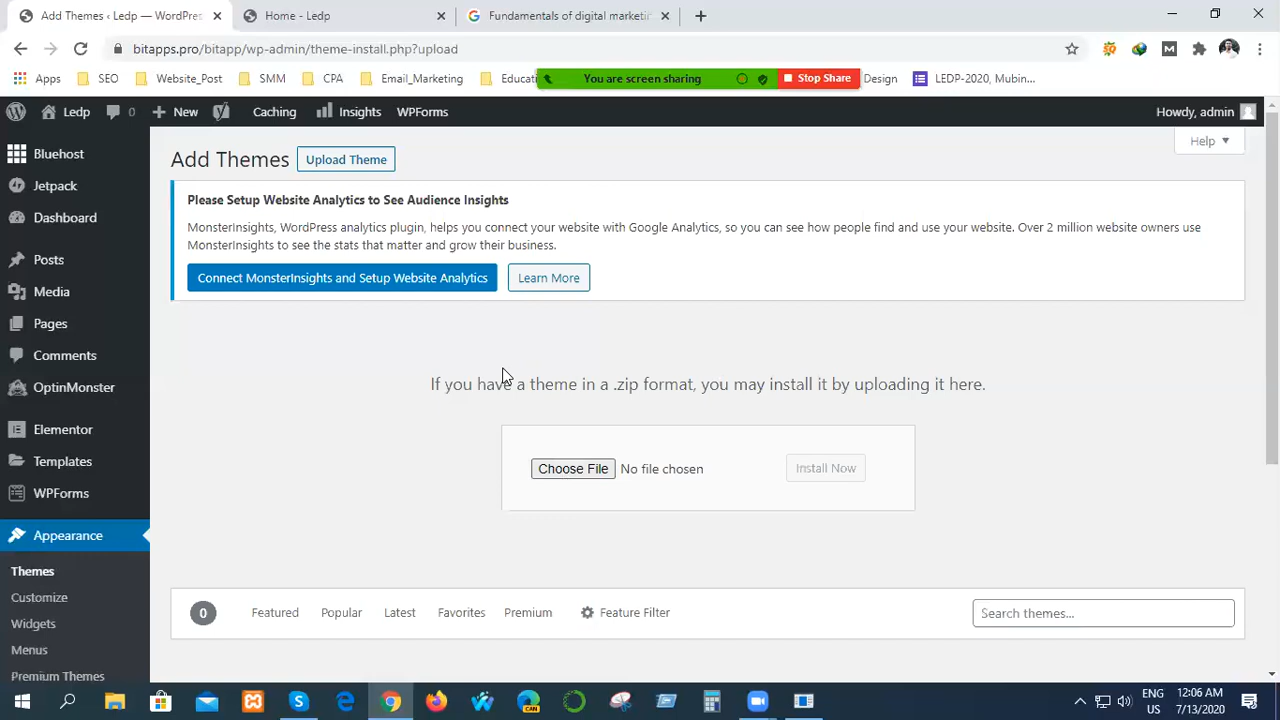 Add Themes ‹ Ledp — WordPres
Home - Ledp
Fundamentals of digital marketin
bitapps.pro/bitapp/wp-admin/theme-install.php?upload
Apps
SEO
Website_Post
SMM
CPA
Email_Marketing
Educati
You are screen sharing
Stop Share
Design
LEDP-2020, Mubin...
Ledp
0
New
Caching
Insights
WPForms
Howdy, admin
Bluehost
Jetpack
Dashboard
Posts
Media
Pages
Comments
OptinMonster
Elementor
Templates
WPForms
Appearance
Themes
Customize
Widgets
Menus
Premium Themes
Add Themes
Upload Theme
Help
Please Setup Website Analytics to See Audience Insights
MonsterInsights, WordPress analytics plugin, helps you connect your website with Google Analytics, so you can see how people find and use your website. Over 2 million website owners use
MonsterInsights to see the stats that matter and grow their business.
Connect MonsterInsights and Setup Website Analytics
Learn More
If you have a theme in a .zip format, you may install it by uploading it here.
Choose File No file chosen
Install Now
0
Featured
Popular
Latest
Favorites
Premium
Feature Filter
Search themes...
CAN
ENG
US
12:06 AM
7/13/2020